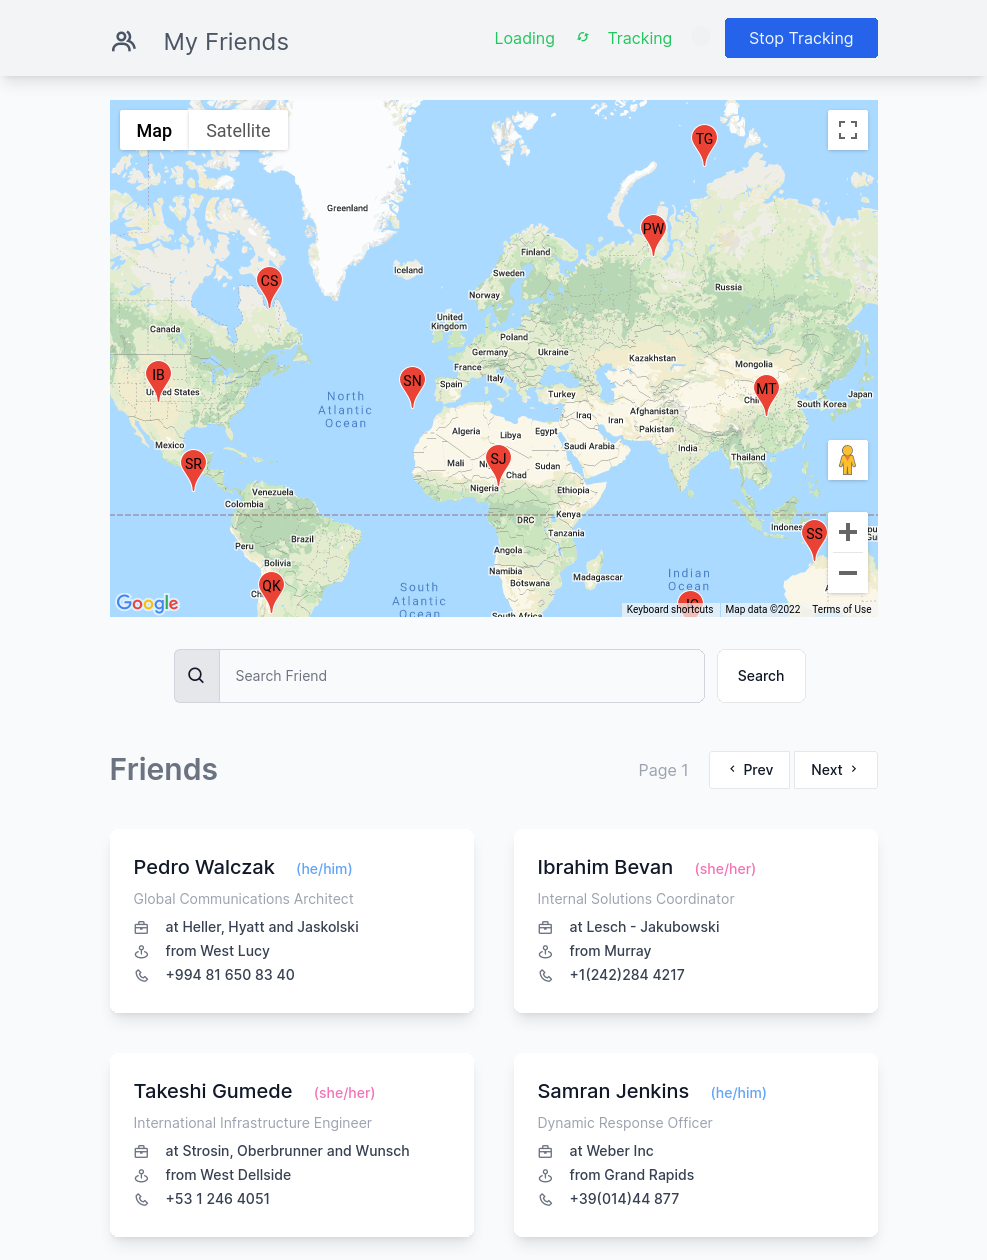 My Friends
Loading
Tracking
Stop Tracking
Map
Satellite
TG
Greenland
PW
Finland
Iceland
Sweden
CS
Norway
Russia
United
Kingdom
Canada
Poland
Germany
Ukraine
Kazakhstan
Mongolia
France
IB
Italy
SN
Spain
MT
United States
Turkey
Japan
South Korea
North
Atlantic
Ocean
Iraq
Iran
Afghanistan
Pakistan
Algeria
Libya
Egypt
Saudi Arabia
Mexico
India
Thailand
SR
Mali
SJ
Chad
Sudan
Nigeria
Ethiopia
Venezuela
Colombia
Kenya
DRC
Tanzania
SS
Peru
Brazil
Angola
Bolivia
Namibia
Botswana
Madagascar
Indian
Ocean
QK
South
Atlantic
Ocean
South Africa
Google
Keyboard shortcuts
Map data ©2022
Terms of Use
Search Friend
Search
Friends
Page 1
Prev
Next
Pedro Walczak (he/him)
Global Communications Architect
at Heller, Hyatt and Jaskolski
from West Lucy
+994 81 650 83 40
Ibrahim Bevan (she/her)
Internal Solutions Coordinator
at Lesch - Jakubowski
from Murray
+1(242)284 4217
Takeshi Gumede (she/her)
International Infrastructure Engineer
at Strosin, Oberbrunner and Wunsch
from West Dellside
+53 1 246 4051
Samran Jenkins (he/him)
Dynamic Response Officer
at Weber Inc
from Grand Rapids
+39(014)44 877